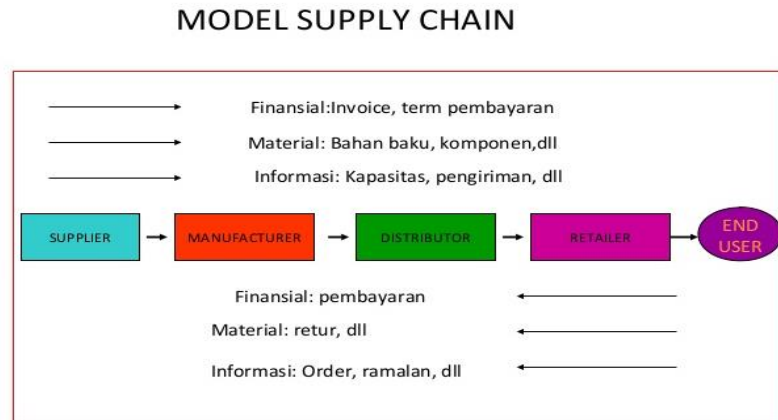 MODEL SUPPLY CHAIN
Finansial:Invoice, term pembayaran
Material: Bahan baku, komponen,dll
Informasi: Kapasitas, pengiriman, dll
SUPPLIER
MANUFACTURER
DISTRIBUTOR
RETAILER
END
USER
Finansial: pembayaran
Material: retur, dll
Informasi: Order, ramalan, dll